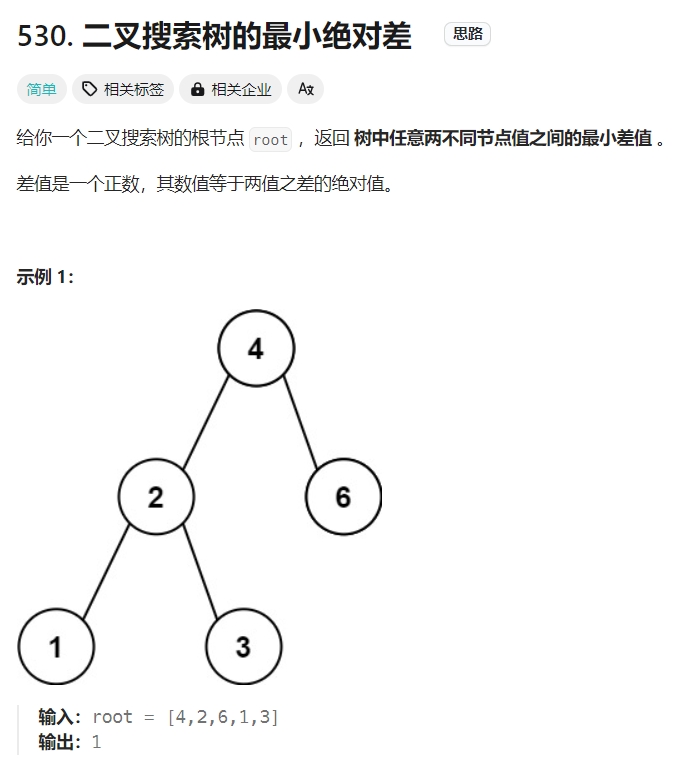 530. 二叉搜索树的最小绝对差 思路
简单 相关标签 相关企业 Aχ
给你一个二叉搜索树的根节点 root ，返回 树中任意两不同节点值之间的最小差值 。
差值是一个正数，其数值等于两值之差的绝对值。
示例 1：
4
2 6
1 3
输入：root = [4,2,6,1,3]
输出：1